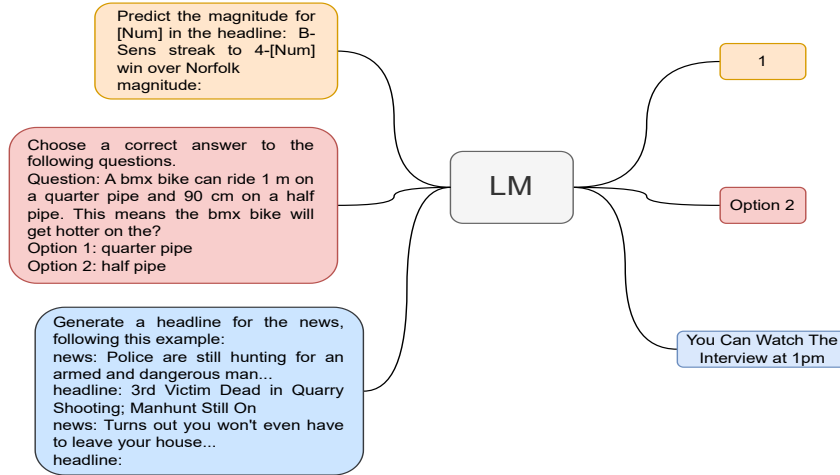 Predict the magnitude for
[Num] in the headline: B-
Sens streak to 4-[Num]
win over Norfolk
magnitude:
1
Choose a correct answer to the
following questions.
Question: A bmx bike can ride 1 m on
a quarter pipe and 90 cm on a half
pipe. This means the bmx bike will
get hotter on the?
Option 1: quarter pipe
Option 2: half pipe
LM
Option 2
Generate a headline for the news,
following this example:
news: Police are still hunting for an
armed and dangerous man...
headline: 3rd Victim Dead in Quarry
Shooting; Manhunt Still On
news: Turns out you won't even have
to leave your house...
headline:
You Can Watch The
Interview at 1pm